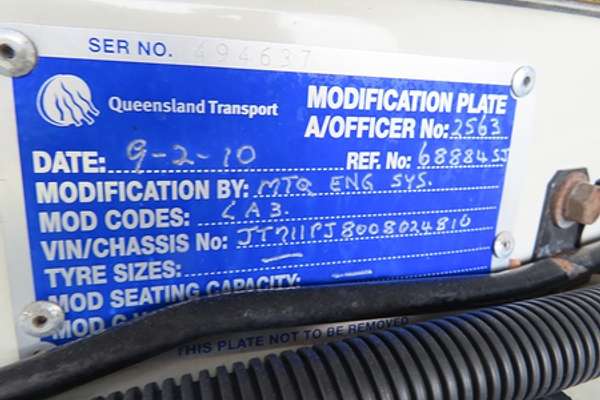 SER NO. 494637
Queensland Transport
MODIFICATION PLATE
A/OFFICER No: 2563
DATE: 9-2-10
REF. No: 68884SJ
MODIFICATION BY: MTQ ENG SYS.
MOD CODES: LA3.
VIN/CHASSIS No: JT711PJ8008024810
TYRE SIZES: —
MOD SEATING CAPACITY:
MOD G
THIS PLATE NOT TO BE REMOVED